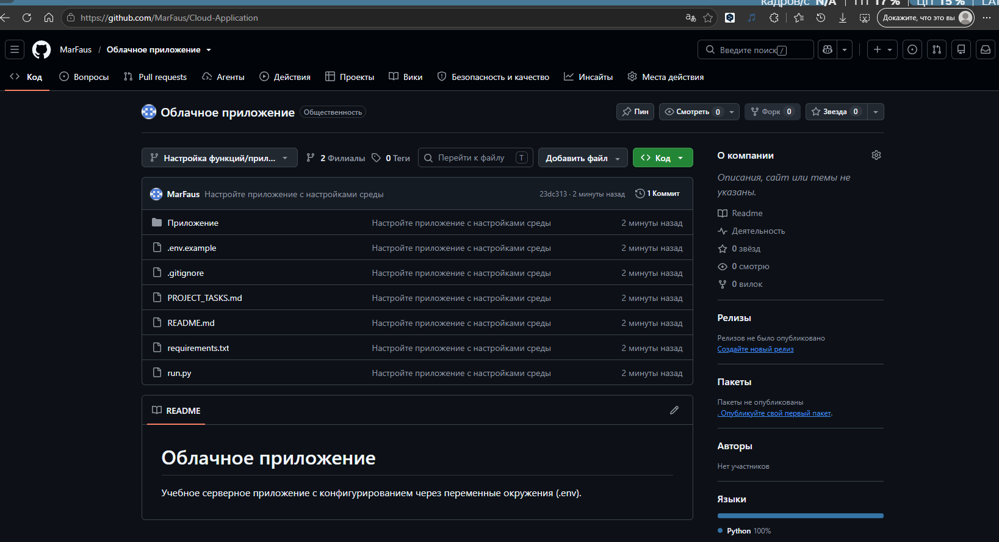 кадров/с N/A ГП 17 % ЦП 15 %
https://github.com/MarFaus/Cloud-Application
Докажите, что это вы
MarFaus / Облачное приложение
Введите поиск /
Код Вопросы Pull requests Агенты Действия Проекты Вики Безопасность и качество Инсайты Места действия
Облачное приложение Общественность
Пин Смотреть 0 Форк 0 Звезда 0
Настройка функций/прил... 2 Филиалы 0 Теги Перейти к файлу T Добавить файл Код
MarFaus Настройте приложение с настройками среды 23dc313 · 2 минуты назад 1 Коммит
Приложение Настройте приложение с настройками среды 2 минуты назад
.env.example Настройте приложение с настройками среды 2 минуты назад
.gitignore Настройте приложение с настройками среды 2 минуты назад
PROJECT_TASKS.md Настройте приложение с настройками среды 2 минуты назад
README.md Настройте приложение с настройками среды 2 минуты назад
requirements.txt Настройте приложение с настройками среды 2 минуты назад
run.py Настройте приложение с настройками среды 2 минуты назад
README
Облачное приложение
Учебное серверное приложение с конфигурированием через переменные окружения (.env).
О компании
Описания, сайт или темы не
указаны.
Readme
Деятельность
0 звёзд
0 смотрю
0 вилок
Релизы
Релизов не было опубликовано
Создайте новый релиз
Пакеты
Пакеты не опубликованы
. Опубликуйте свой первый пакет.
Авторы
Нет участников
Языки
Python 100%